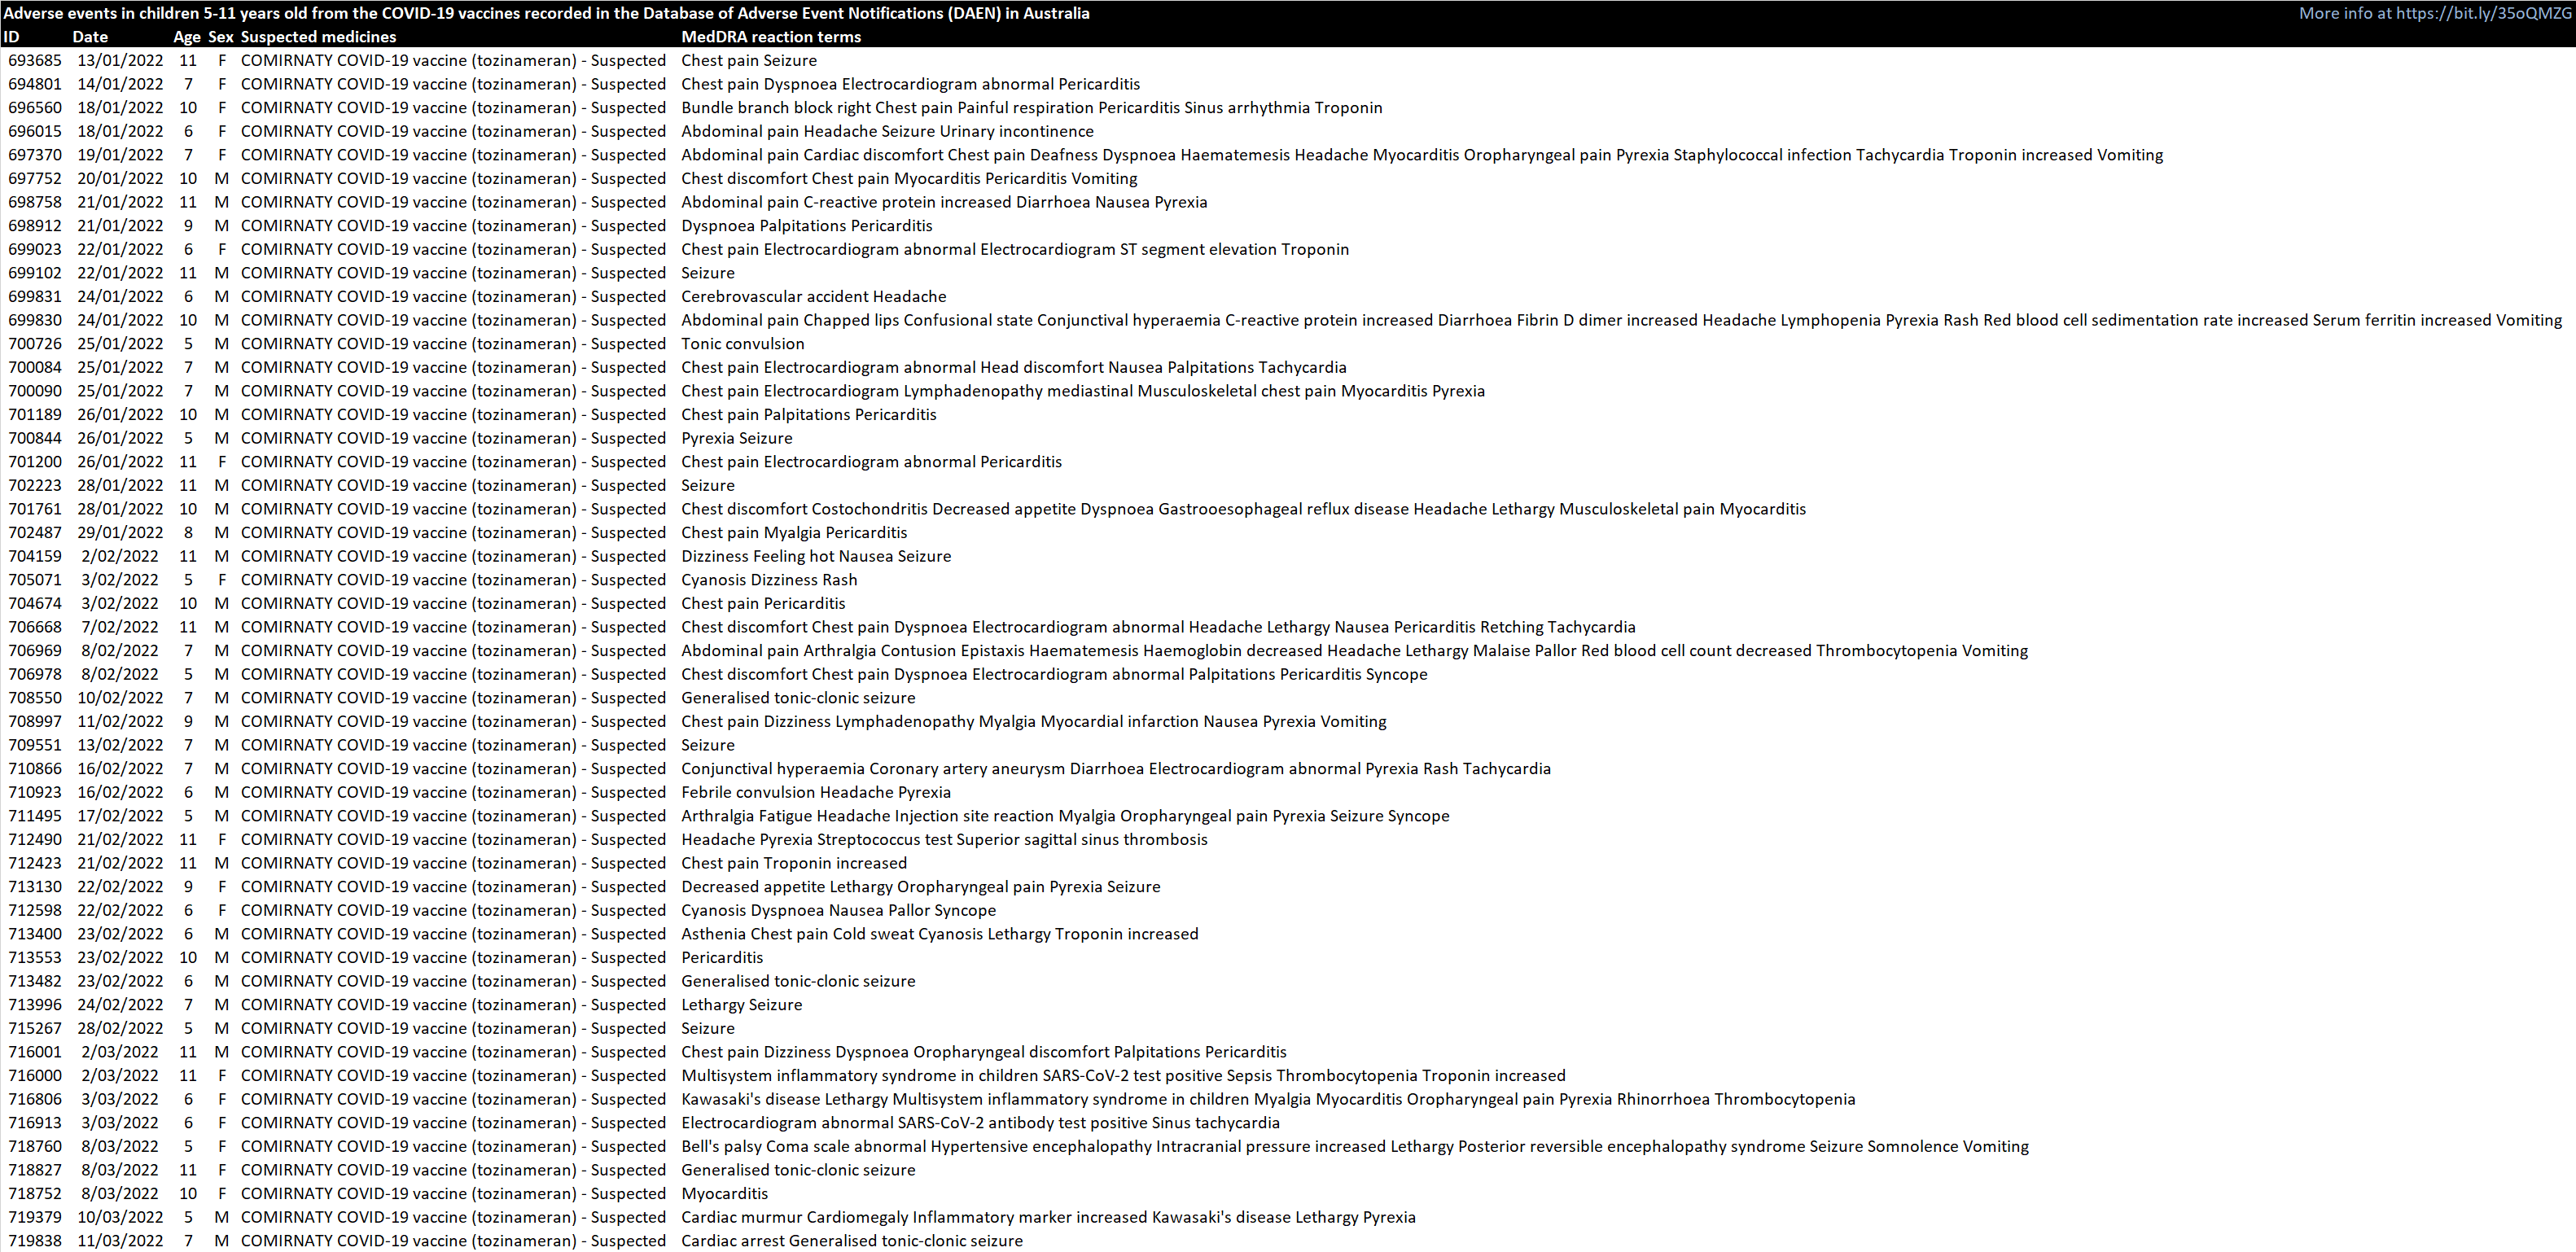 Adverse events in children 5-11 years old from the COVID-19 vaccines recorded in the Database of Adverse Event Notifications (DAEN) in Australia More info at https://bit.ly/35oQMZG
ID Date Age Sex Suspected medicines MedDRA reaction terms
693685 13/01/2022 11 F COMIRNATY COVID-19 vaccine (tozinameran) - Suspected Chest pain Seizure
694801 14/01/2022 7 F COMIRNATY COVID-19 vaccine (tozinameran) - Suspected Chest pain Dyspnoea Electrocardiogram abnormal Pericarditis
696560 18/01/2022 10 F COMIRNATY COVID-19 vaccine (tozinameran) - Suspected Bundle branch block right Chest pain Painful respiration Pericarditis Sinus arrhythmia Troponin
696015 18/01/2022 6 F COMIRNATY COVID-19 vaccine (tozinameran) - Suspected Abdominal pain Headache Seizure Urinary incontinence
697370 19/01/2022 7 F COMIRNATY COVID-19 vaccine (tozinameran) - Suspected Abdominal pain Cardiac discomfort Chest pain Deafness Dyspnoea Haematemesis Headache Myocarditis Oropharyngeal pain Pyrexia Staphylococcal infection Tachycardia Troponin increased Vomiting
697752 20/01/2022 10 M COMIRNATY COVID-19 vaccine (tozinameran) - Suspected Chest discomfort Chest pain Myocarditis Pericarditis Vomiting
698758 21/01/2022 11 M COMIRNATY COVID-19 vaccine (tozinameran) - Suspected Abdominal pain C-reactive protein increased Diarrhoea Nausea Pyrexia
698912 21/01/2022 9 M COMIRNATY COVID-19 vaccine (tozinameran) - Suspected Dyspnoea Palpitations Pericarditis
699023 22/01/2022 6 F COMIRNATY COVID-19 vaccine (tozinameran) - Suspected Chest pain Electrocardiogram abnormal Electrocardiogram ST segment elevation Troponin
699102 22/01/2022 11 M COMIRNATY COVID-19 vaccine (tozinameran) - Suspected Seizure
699831 24/01/2022 6 M COMIRNATY COVID-19 vaccine (tozinameran) - Suspected Cerebrovascular accident Headache
699830 24/01/2022 10 M COMIRNATY COVID-19 vaccine (tozinameran) - Suspected Abdominal pain Chapped lips Confusional state Conjunctival hyperaemia C-reactive protein increased Diarrhoea Fibrin D dimer increased Headache Lymphopenia Pyrexia Rash Red blood cell sedimentation rate increased Serum ferritin increased Vomiting
700726 25/01/2022 5 M COMIRNATY COVID-19 vaccine (tozinameran) - Suspected Tonic convulsion
700084 25/01/2022 7 M COMIRNATY COVID-19 vaccine (tozinameran) - Suspected Chest pain Electrocardiogram abnormal Head discomfort Nausea Palpitations Tachycardia
700090 25/01/2022 7 M COMIRNATY COVID-19 vaccine (tozinameran) - Suspected Chest pain Electrocardiogram Lymphadenopathy mediastinal Musculoskeletal chest pain Myocarditis Pyrexia
701189 26/01/2022 10 M COMIRNATY COVID-19 vaccine (tozinameran) - Suspected Chest pain Palpitations Pericarditis
700844 26/01/2022 5 M COMIRNATY COVID-19 vaccine (tozinameran) - Suspected Pyrexia Seizure
701200 26/01/2022 11 F COMIRNATY COVID-19 vaccine (tozinameran) - Suspected Chest pain Electrocardiogram abnormal Pericarditis
702223 28/01/2022 11 M COMIRNATY COVID-19 vaccine (tozinameran) - Suspected Seizure
701761 28/01/2022 10 M COMIRNATY COVID-19 vaccine (tozinameran) - Suspected Chest discomfort Costochondritis Decreased appetite Dyspnoea Gastrooesophageal reflux disease Headache Lethargy Musculoskeletal pain Myocarditis
702487 29/01/2022 8 M COMIRNATY COVID-19 vaccine (tozinameran) - Suspected Chest pain Myalgia Pericarditis
704159 2/02/2022 11 M COMIRNATY COVID-19 vaccine (tozinameran) - Suspected Dizziness Feeling hot Nausea Seizure
705071 3/02/2022 5 F COMIRNATY COVID-19 vaccine (tozinameran) - Suspected Cyanosis Dizziness Rash
704674 3/02/2022 10 M COMIRNATY COVID-19 vaccine (tozinameran) - Suspected Chest pain Pericarditis
706668 7/02/2022 11 M COMIRNATY COVID-19 vaccine (tozinameran) - Suspected Chest discomfort Chest pain Dyspnoea Electrocardiogram abnormal Headache Lethargy Nausea Pericarditis Retching Tachycardia
706969 8/02/2022 7 M COMIRNATY COVID-19 vaccine (tozinameran) - Suspected Abdominal pain Arthralgia Contusion Epistaxis Haematemesis Haemoglobin decreased Headache Lethargy Malaise Pallor Red blood cell count decreased Thrombocytopenia Vomiting
706978 8/02/2022 5 M COMIRNATY COVID-19 vaccine (tozinameran) - Suspected Chest discomfort Chest pain Dyspnoea Electrocardiogram abnormal Palpitations Pericarditis Syncope
708550 10/02/2022 7 M COMIRNATY COVID-19 vaccine (tozinameran) - Suspected Generalised tonic-clonic seizure
708997 11/02/2022 9 M COMIRNATY COVID-19 vaccine (tozinameran) - Suspected Chest pain Dizziness Lymphadenopathy Myalgia Myocardial infarction Nausea Pyrexia Vomiting
709551 13/02/2022 7 M COMIRNATY COVID-19 vaccine (tozinameran) - Suspected Seizure
710866 16/02/2022 7 M COMIRNATY COVID-19 vaccine (tozinameran) - Suspected Conjunctival hyperaemia Coronary artery aneurysm Diarrhoea Electrocardiogram abnormal Pyrexia Rash Tachycardia
710923 16/02/2022 6 M COMIRNATY COVID-19 vaccine (tozinameran) - Suspected Febrile convulsion Headache Pyrexia
711495 17/02/2022 5 M COMIRNATY COVID-19 vaccine (tozinameran) - Suspected Arthralgia Fatigue Headache Injection site reaction Myalgia Oropharyngeal pain Pyrexia Seizure Syncope
712490 21/02/2022 11 F COMIRNATY COVID-19 vaccine (tozinameran) - Suspected Headache Pyrexia Streptococcus test Superior sagittal sinus thrombosis
712423 21/02/2022 11 M COMIRNATY COVID-19 vaccine (tozinameran) - Suspected Chest pain Troponin increased
713130 22/02/2022 9 F COMIRNATY COVID-19 vaccine (tozinameran) - Suspected Decreased appetite Lethargy Oropharyngeal pain Pyrexia Seizure
712598 22/02/2022 6 F COMIRNATY COVID-19 vaccine (tozinameran) - Suspected Cyanosis Dyspnoea Nausea Pallor Syncope
713400 23/02/2022 6 M COMIRNATY COVID-19 vaccine (tozinameran) - Suspected Asthenia Chest pain Cold sweat Cyanosis Lethargy Troponin increased
713553 23/02/2022 10 M COMIRNATY COVID-19 vaccine (tozinameran) - Suspected Pericarditis
713482 23/02/2022 6 M COMIRNATY COVID-19 vaccine (tozinameran) - Suspected Generalised tonic-clonic seizure
713996 24/02/2022 7 M COMIRNATY COVID-19 vaccine (tozinameran) - Suspected Lethargy Seizure
715267 28/02/2022 5 M COMIRNATY COVID-19 vaccine (tozinameran) - Suspected Seizure
716001 2/03/2022 11 M COMIRNATY COVID-19 vaccine (tozinameran) - Suspected Chest pain Dizziness Dyspnoea Oropharyngeal discomfort Palpitations Pericarditis
716000 2/03/2022 11 F COMIRNATY COVID-19 vaccine (tozinameran) - Suspected Multisystem inflammatory syndrome in children SARS-CoV-2 test positive Sepsis Thrombocytopenia Troponin increased
716806 3/03/2022 6 F COMIRNATY COVID-19 vaccine (tozinameran) - Suspected Kawasaki's disease Lethargy Multisystem inflammatory syndrome in children Myalgia Myocarditis Oropharyngeal pain Pyrexia Rhinorrhoea Thrombocytopenia
716913 3/03/2022 6 F COMIRNATY COVID-19 vaccine (tozinameran) - Suspected Electrocardiogram abnormal SARS-CoV-2 antibody test positive Sinus tachycardia
718760 8/03/2022 5 F COMIRNATY COVID-19 vaccine (tozinameran) - Suspected Bell's palsy Coma scale abnormal Hypertensive encephalopathy Intracranial pressure increased Lethargy Posterior reversible encephalopathy syndrome Seizure Somnolence Vomiting
718827 8/03/2022 11 F COMIRNATY COVID-19 vaccine (tozinameran) - Suspected Generalised tonic-clonic seizure
718752 8/03/2022 10 F COMIRNATY COVID-19 vaccine (tozinameran) - Suspected Myocarditis
719379 10/03/2022 5 M COMIRNATY COVID-19 vaccine (tozinameran) - Suspected Cardiac murmur Cardiomegaly Inflammatory marker increased Kawasaki's disease Lethargy Pyrexia
719838 11/03/2022 7 M COMIRNATY COVID-19 vaccine (tozinameran) - Suspected Cardiac arrest Generalised tonic-clonic seizure